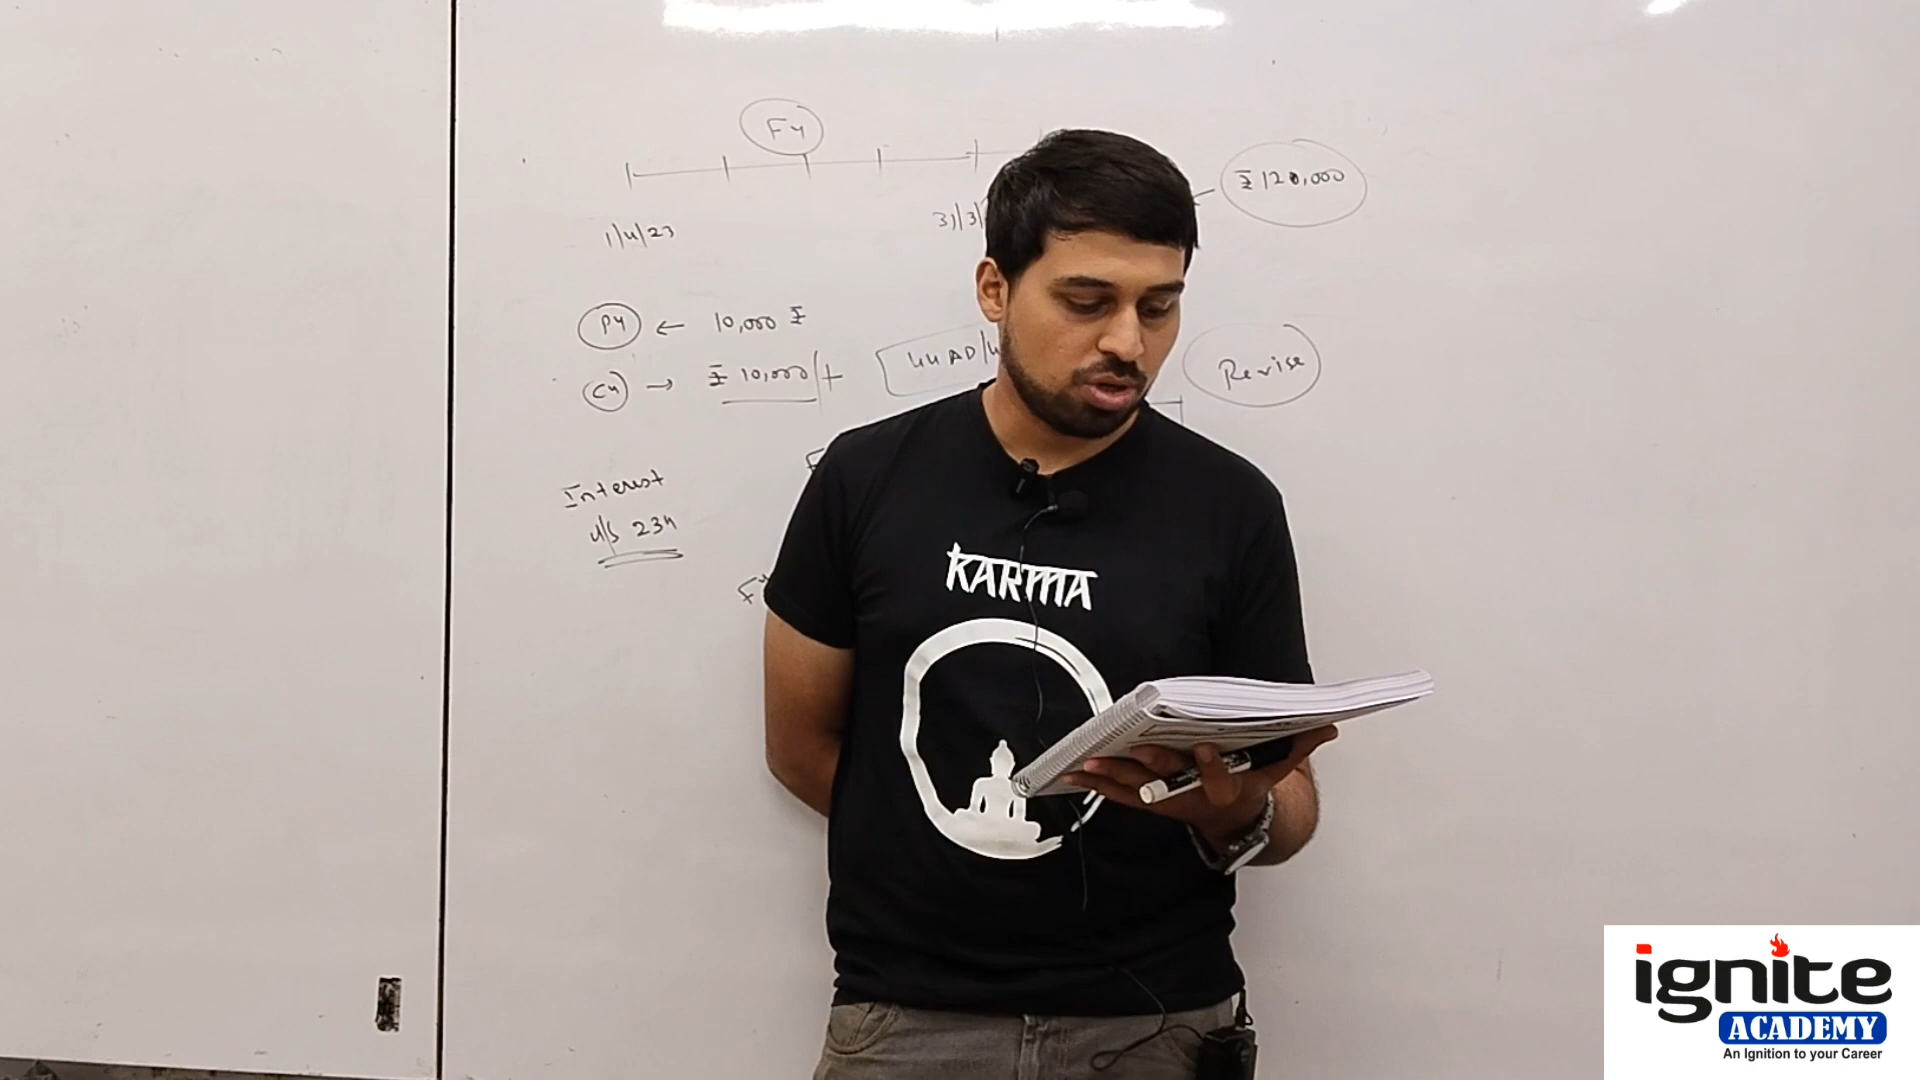 FY
₹ 120,000
1/4/23
31/3/
PY ← 10,000 ₹
CY → ₹ 10,000/+
44AD/4
Revise
Interest
u/s 234
KARMA
ignite
ACADEMY
An Ignition to your Career